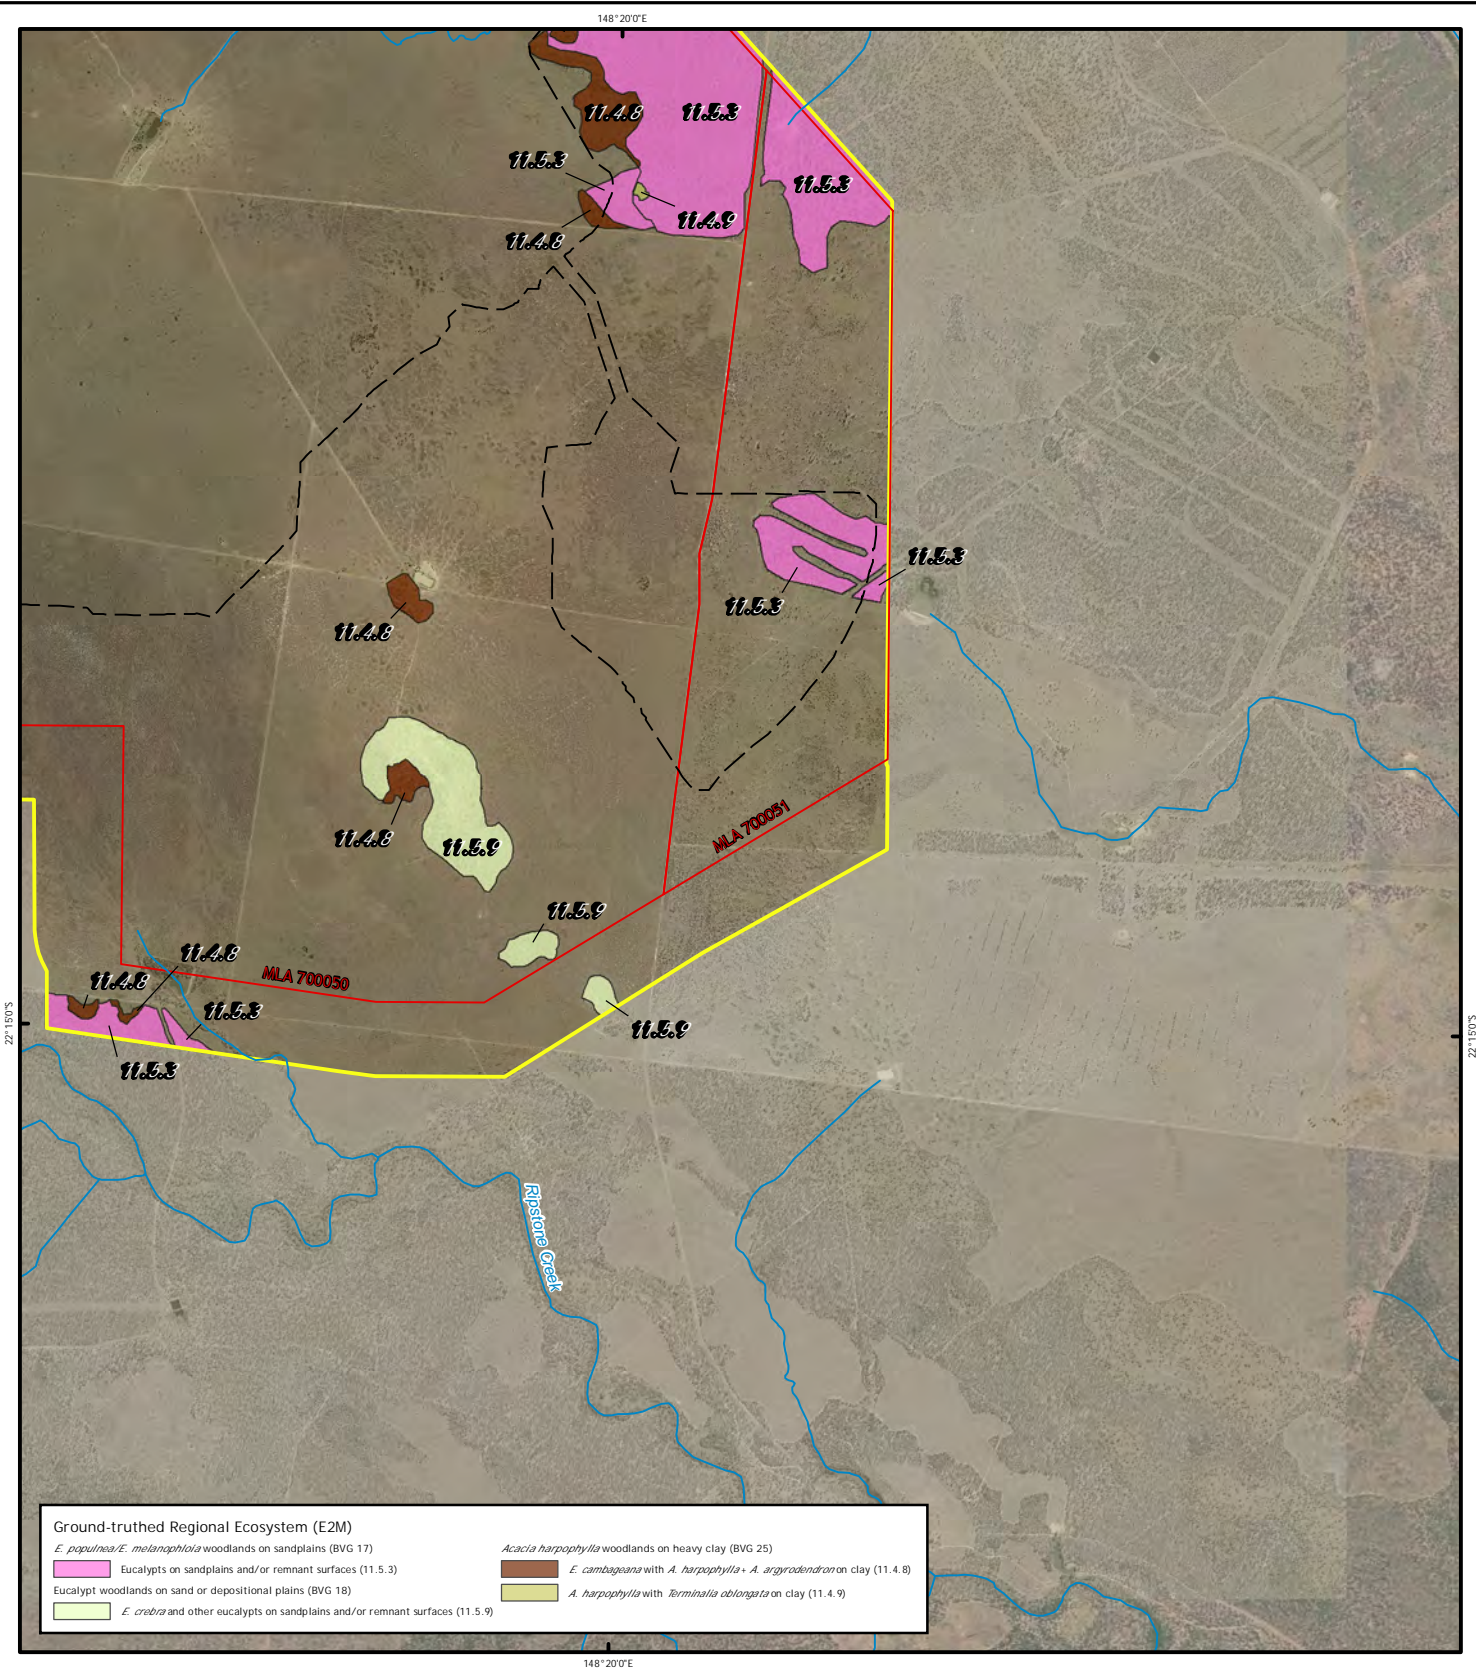 148°20'0"E
11.4.8
11.5.3
11.5.3
11.5.3
11.4.9
11.4.8
11.5.3
11.5.3
11.4.8
MLA 700051
11.4.8
11.5.9
11.5.9
11.4.8
MLA 700050
11.4.8
11.5.3
11.5.9
22°15'0"S
22°15'0"S
11.5.3
Ripstone Creek
Ground-truthed Regional Ecosystem (E2M)
E. populnea/E. melanophloia woodlands on sandplains (BVG 17)
Eucalypts on sandplains and/or remnant surfaces (11.5.3)
Eucalypt woodlands on sand or depositional plains (BVG 18)
E. crebra and other eucalypts on sandplains and/or remnant surfaces (11.5.9)
Acacia harpophylla woodlands on heavy clay (BVG 25)
E. cambageana with A. harpophylla + A. argyrodendron on clay (11.4.8)
A. harpophylla with Terminalia oblongata on clay (11.4.9)
148°20'0"E